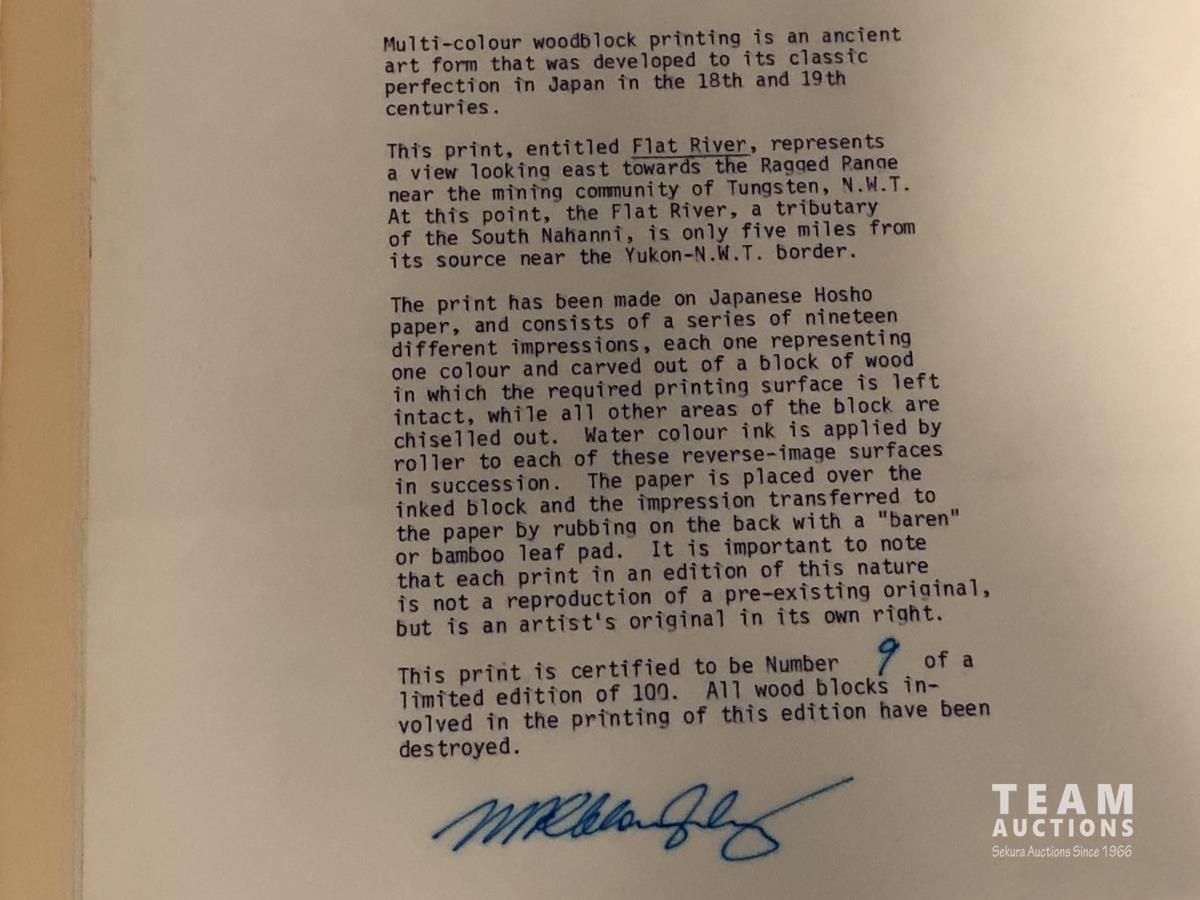 Multi-colour woodblock printing is an ancient
art form that was developed to its classic
perfection in Japan in the 18th and 19th
centuries.
This print, entitled Flat River, represents
a view looking east towards the Ragged Range
near the mining community of Tungsten, N.W.T.
At this point, the Flat River, a tributary
of the South Nahanni, is only five miles from
its source near the Yukon-N.W.T. border.
The print has been made on Japanese Hosho
paper, and consists of a series of nineteen
different impressions, each one representing
one colour and carved out of a block of wood
in which the required printing surface is left
intact, while all other areas of the block are
chiselled out. Water colour ink is applied by
roller to each of these reverse-image surfaces
in succession. The paper is placed over the
inked block and the impression transferred to
the paper by rubbing on the back with a "baren"
or bamboo leaf pad. It is important to note
that each print in an edition of this nature
is not a reproduction of a pre-existing original,
but is an artist's original in its own right.
This print is certified to be Number 9 of a
limited edition of 100. All wood blocks in-
volved in the printing of this edition have been
destroyed.
TEAM
AUCTIONS
Sekura Auctions Since 1966